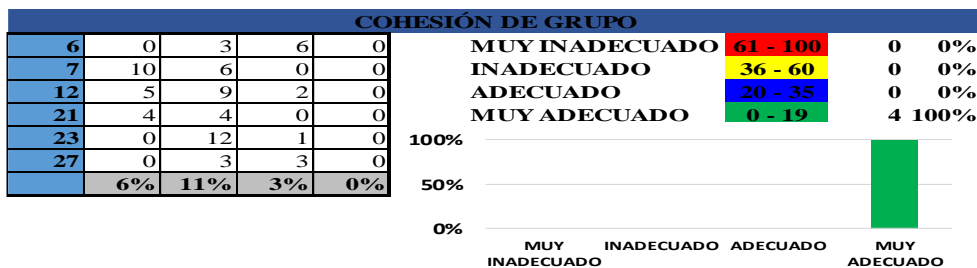 COHESIÓN DE GRUPO
6 0 3 6 0
7 10 6 0 0
12 5 9 2 0
21 4 4 0 0
23 0 12 1 0
27 0 3 3 0
6% 11% 3% 0%
MUY INADECUADO 61 - 100 0 0%
INADECUADO 36 - 60 0 0%
ADECUADO 20 - 35 0 0%
MUY ADECUADO 0 - 19 4 100%
100%
50%
0%
MUY INADECUADO INADECUADO ADECUADO MUY ADECUADO